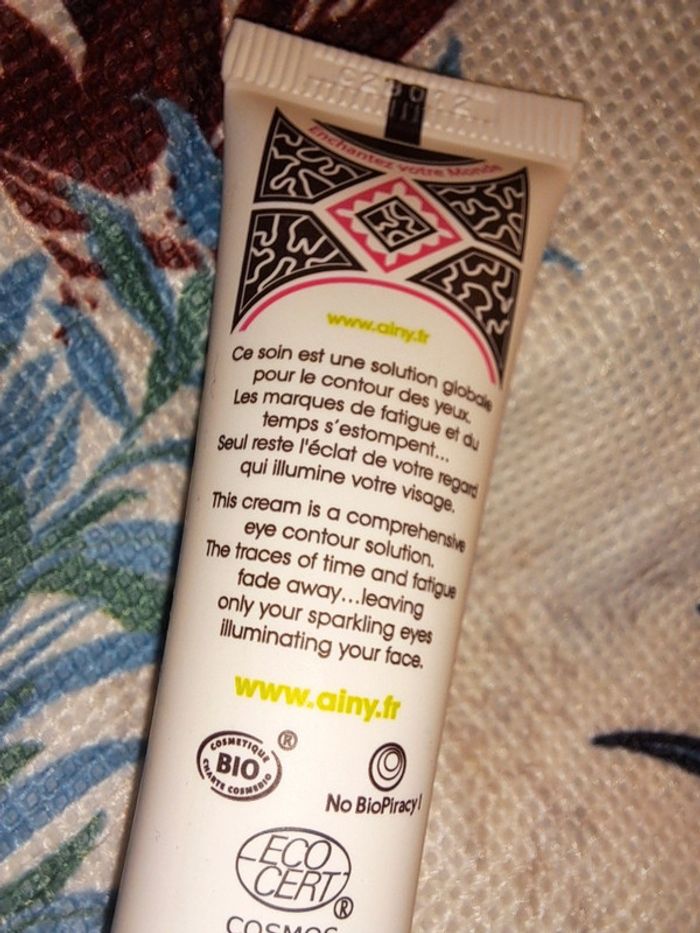 Enchantez votre Monde
www.ainy.fr
Ce soin est une solution globale
pour le contour des yeux.
Les marques de fatigue et du
temps s'estompent...
Seul reste l'éclat de votre regard
qui illumine votre visage.
This cream is a comprehensive
eye contour solution.
The traces of time and fatigue
fade away...leaving
only your sparkling eyes
illuminating your face.
www.ainy.fr
COSMETIQUE
BIO
CHARTE COSMEBIO
®
No BioPiracy!
ECO
CERT
®
COSMOS